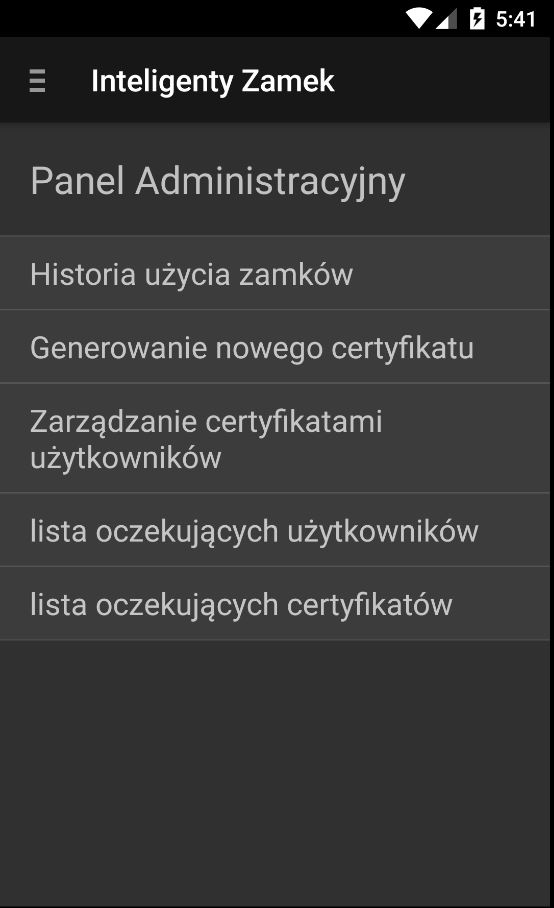 5:41
Inteligenty Zamek
Panel Administracyjny
Historia użycia zamków
Generowanie nowego certyfikatu
Zarządzanie certyfikatami
użytkowników
lista oczekujących użytkowników
lista oczekujących certyfikatów